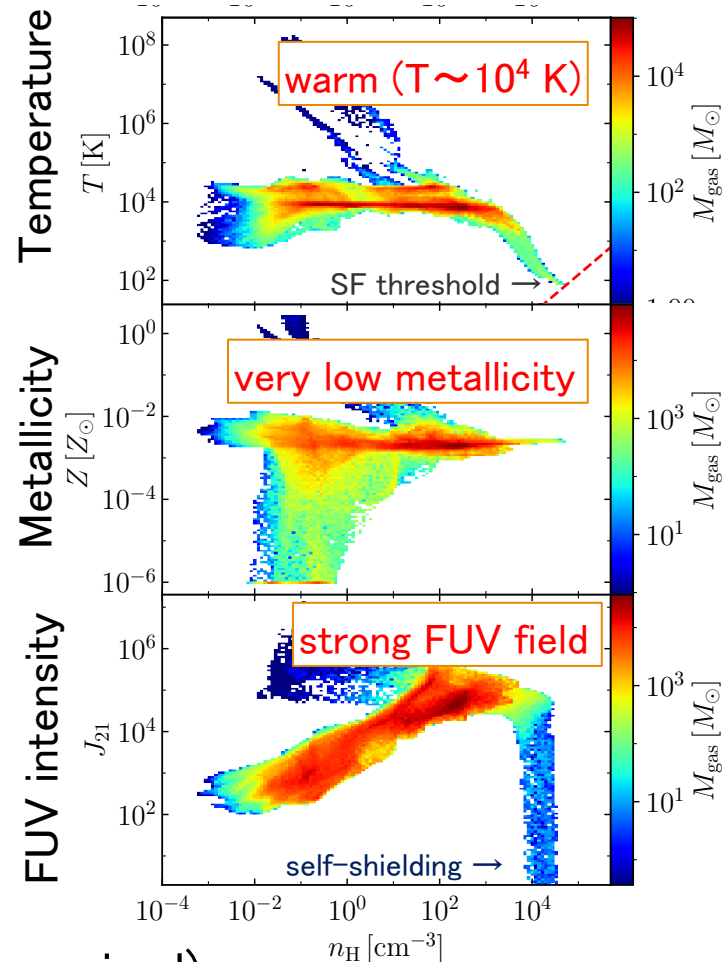 Temperature
T [K]
10^8
10^6
10^4
10^2
warm (T～10^4 K)
SF threshold →
10^4
10^2
M_gas [M_⊙]
Metallicity
Z [Z_⊙]
10^0
10^-2
10^-4
10^-6
very low metallicity
10^3
10^1
M_gas [M_⊙]
FUV intensity
J_21
10^6
10^4
10^2
strong FUV field
self-shielding →
10^3
10^1
M_gas [M_⊙]
10^-4 10^-2 10^0 10^2 10^4
n_H [cm^-3]